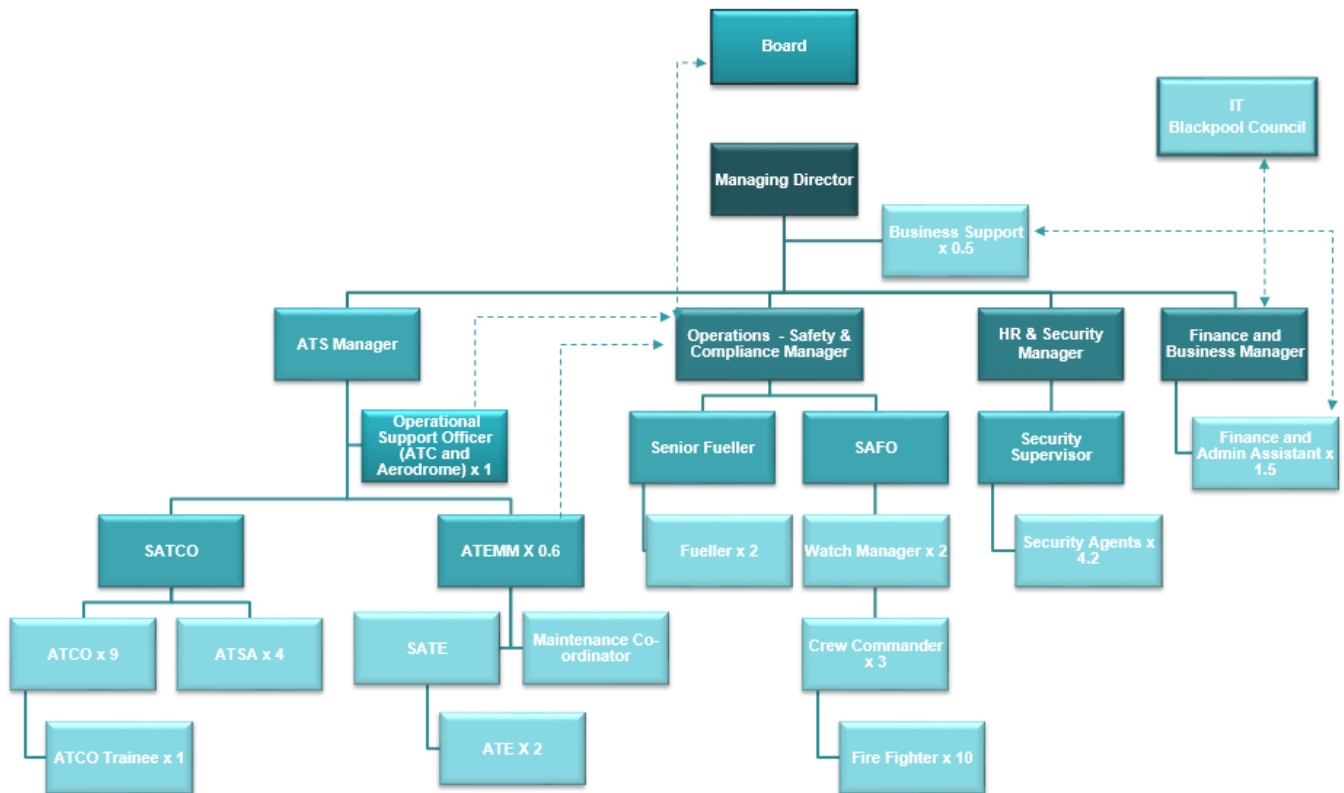 Board
IT
Blackpool Council
Managing Director
Business Support
x 0.5
ATS Manager
Operations  - Safety &
Compliance Manager
HR & Security
Manager
Finance and
Business Manager
Operational
Support Officer
(ATC and
Aerodrome) x 1
Senior Fueller
SAFO
Security
Supervisor
Finance and
Admin Assistant x
1.5
SATCO
ATEMM X 0.6
Fueller x 2
Watch Manager x 2
Security Agents x
4.2
ATCO x 9
ATSA x 4
SATE
Maintenance Co-
ordinator
Crew Commander
x 3
ATCO Trainee x 1
ATE X 2
Fire Fighter x 10